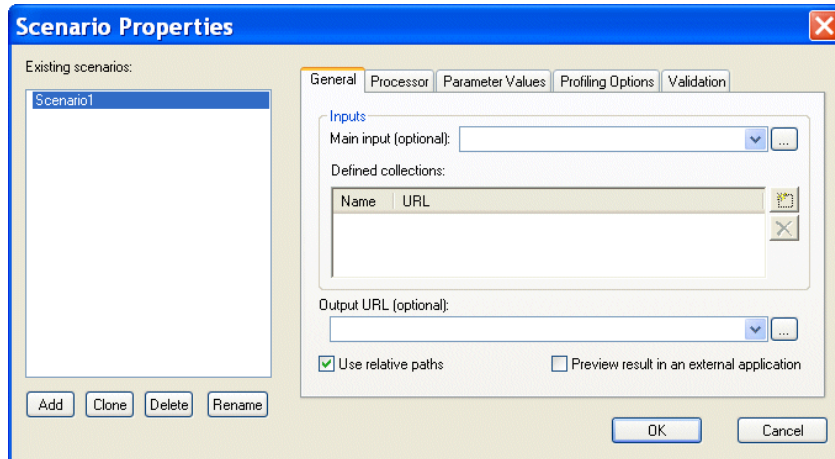 Scenario Properties
Existing scenarios:
Scenario1
Add Clone Delete Rename
General Processor Parameter Values Profiling Options Validation
Inputs
Main input (optional):
...
Defined collections:
Name URL
Output URL (optional):
...
Use relative paths Preview result in an external application
OK Cancel